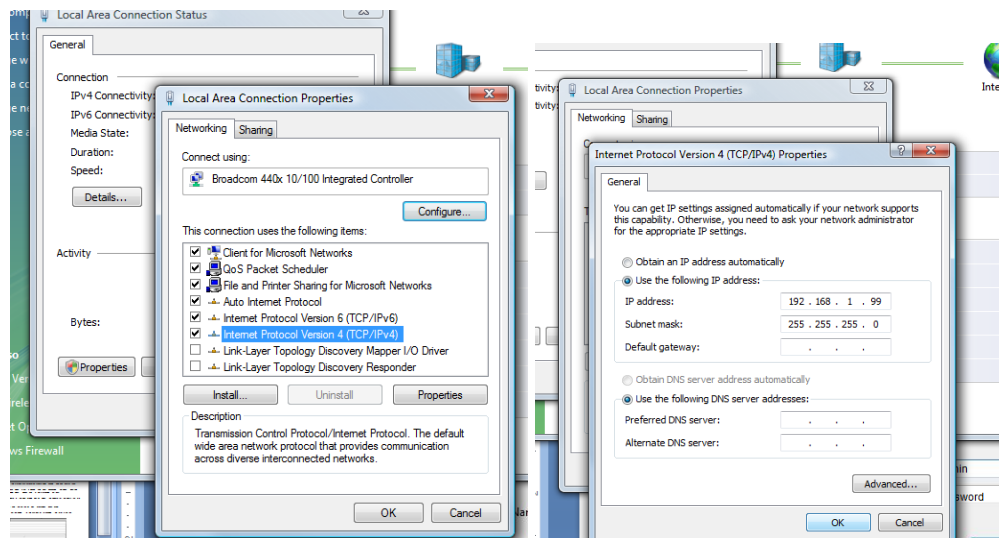 Local Area Connection Status
General
Connection
IPv4 Connectivity:
IPv6 Connectivity:
Media State:
Duration:
Speed:
Details...
Activity
Bytes:
Properties
ws Firewall
Local Area Connection Properties
Networking
Sharing
Connect using:
Broadcom 440x 10/100 Integrated Controller
Configure...
This connection uses the following items:
Client for Microsoft Networks
QoS Packet Scheduler
File and Printer Sharing for Microsoft Networks
Auto Internet Protocol
Internet Protocol Version 6 (TCP/IPv6)
Internet Protocol Version 4 (TCP/IPv4)
Link-Layer Topology Discovery Mapper I/O Driver
Link-Layer Topology Discovery Responder
Install...
Uninstall
Properties
Description
Transmission Control Protocol/Internet Protocol. The default
wide area network protocol that provides communication
across diverse interconnected networks.
OK
Cancel
tivity:
tivity:
Inte
Local Area Connection Properties
Networking
Sharing
Internet Protocol Version 4 (TCP/IPv4) Properties
General
You can get IP settings assigned automatically if your network supports
this capability. Otherwise, you need to ask your network administrator
for the appropriate IP settings.
Obtain an IP address automatically
Use the following IP address:
IP address: 192 . 168 . 1 . 99
Subnet mask: 255 . 255 . 255 . 0
Default gateway: . . .
Obtain DNS server address automatically
Use the following DNS server addresses:
Preferred DNS server: . . .
Alternate DNS server: . . .
Advanced...
OK
Cancel
min
sword